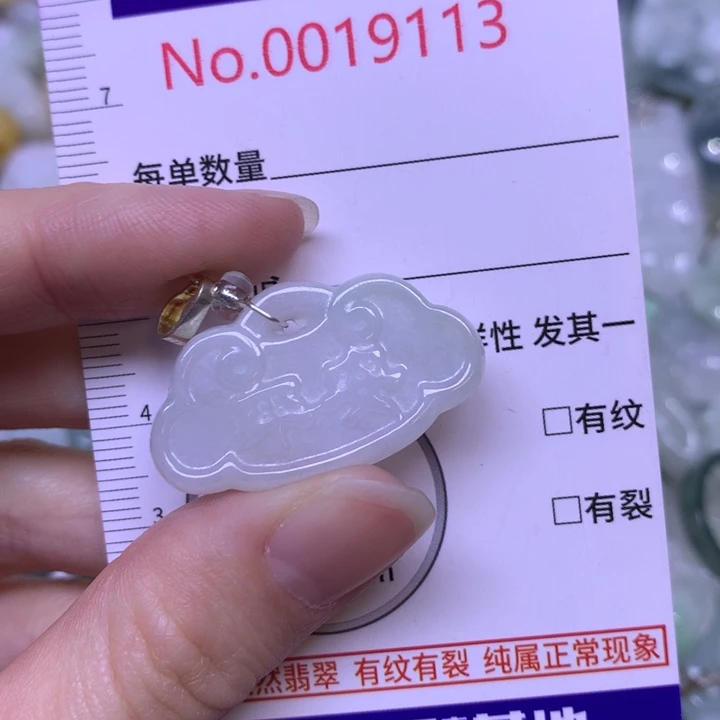 No.0019113
7
每单数量
样性 发其一
4
□有纹
3
□有裂
然翡翠 有纹有裂 纯属正常现象